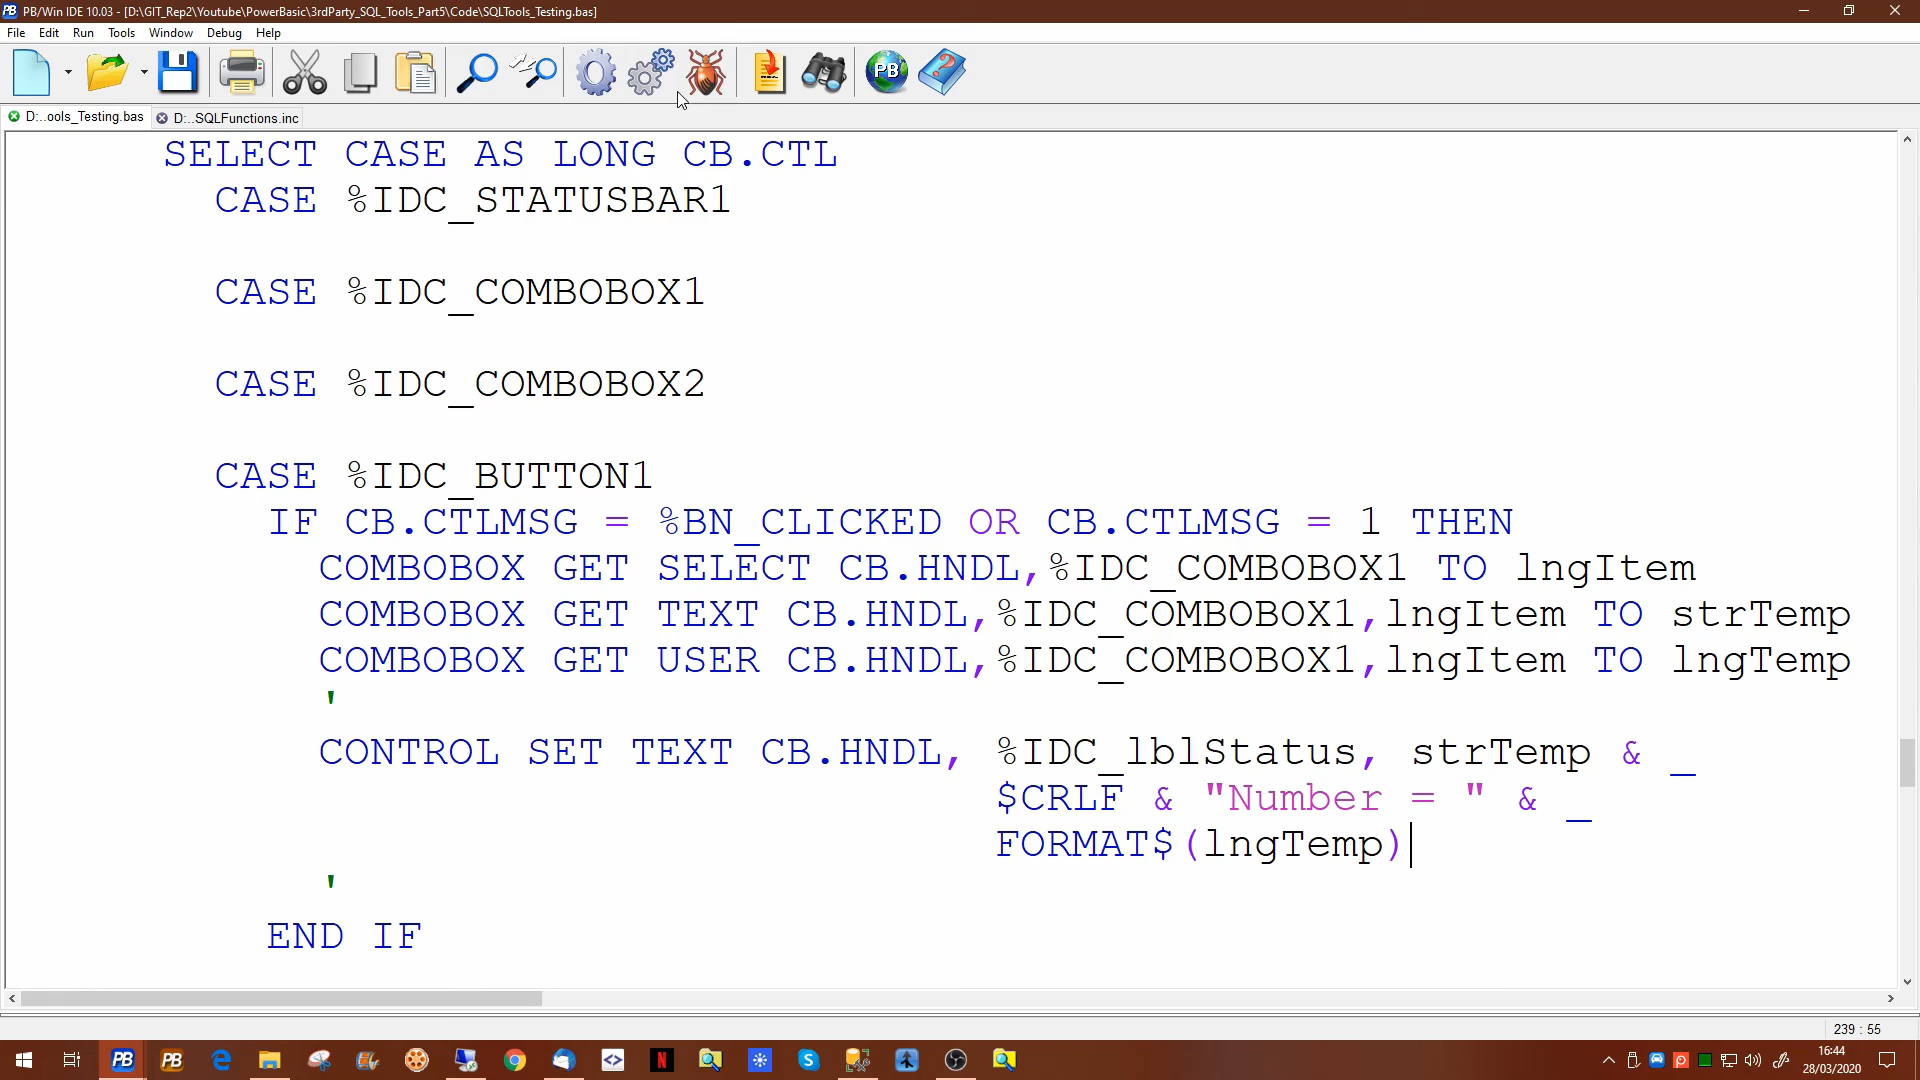 PB/Win IDE 10.03 - [D:\GIT_Rep2\Youtube\PowerBasic\3rdParty_SQL_Tools_Part5\Code\SQLTools_Testing.bas]
File Edit Run Tools Window Debug Help
PB
D:..ools_Testing.bas D:..SQLFunctions.inc
SELECT CASE AS LONG CB.CTL
CASE %IDC_STATUSBAR1
CASE %IDC_COMBOBOX1
CASE %IDC_COMBOBOX2
CASE %IDC_BUTTON1
IF CB.CTLMSG = %BN_CLICKED OR CB.CTLMSG = 1 THEN
COMBOBOX GET SELECT CB.HNDL,%IDC_COMBOBOX1 TO lngItem
COMBOBOX GET TEXT CB.HNDL,%IDC_COMBOBOX1,lngItem TO strTemp
COMBOBOX GET USER CB.HNDL,%IDC_COMBOBOX1,lngItem TO lngTemp
'
CONTROL SET TEXT CB.HNDL, %IDC_lblStatus, strTemp & _
$CRLF & "Number = " & _
FORMAT$(lngTemp)
'
END IF
239 : 55
16:44
28/03/2020